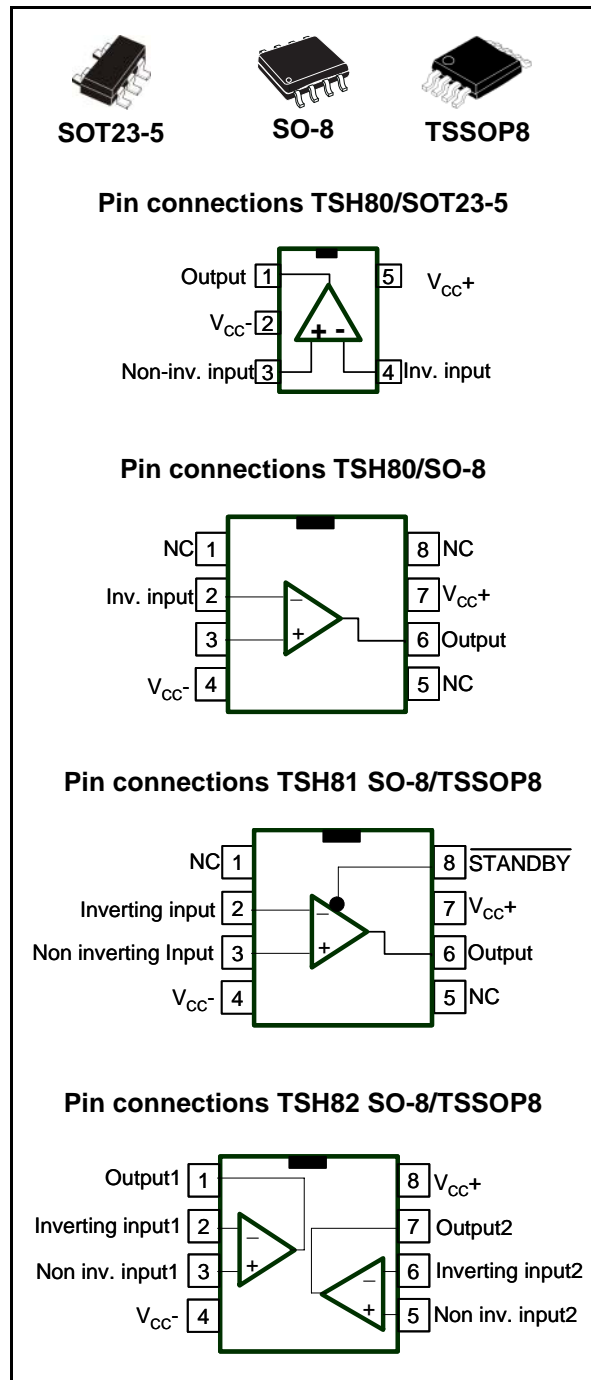 SOT23-5 SO-8 TSSOP8
Pin connections TSH80/SOT23-5
Output 1 5 VCC+
VCC- 2
+ -
Non-inv. input 3 4 Inv. input
Pin connections TSH80/SO-8
NC 1 8 NC
Inv. input 2 − 7 VCC+
3 + 6 Output
VCC- 4 5 NC
Pin connections TSH81 SO-8/TSSOP8
NC 1 8 STANDBY
Inverting input 2 − 7 VCC+
Non inverting Input 3 + 6 Output
VCC- 4 5 NC
Pin connections TSH82 SO-8/TSSOP8
Output1 1 8 VCC+
Inverting input1 2 − 7 Output2
Non inv. input1 3 + − 6 Inverting input2
VCC- 4 + 5 Non inv. input2